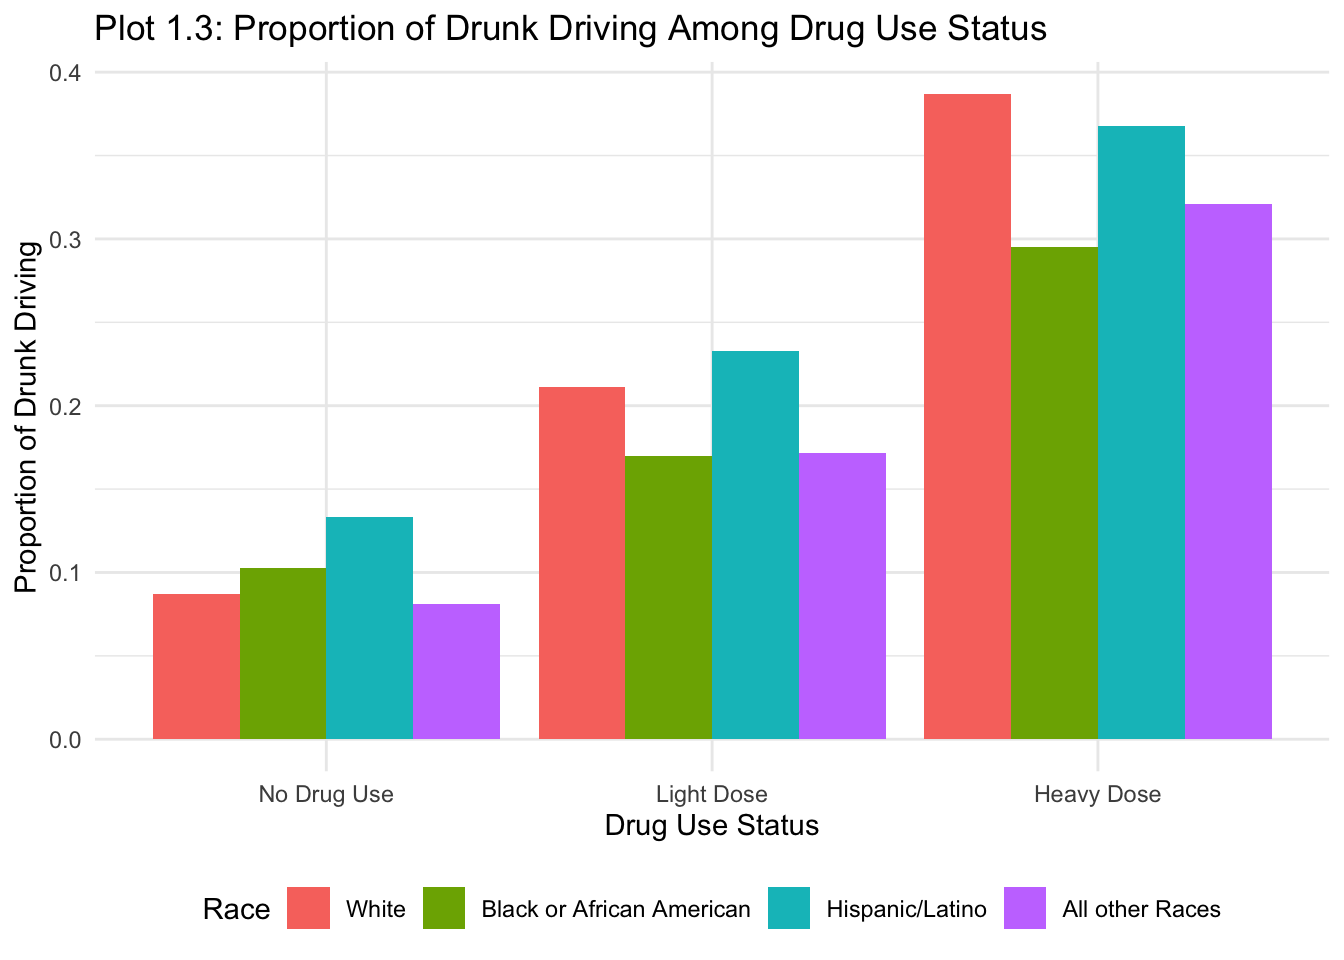 Plot 1.3: Proportion of Drunk Driving Among Drug Use Status
Proportion of Drunk Driving
0.4
0.3
0.2
0.1
0.0
No Drug Use Light Dose Heavy Dose
Drug Use Status
Race White Black or African American Hispanic/Latino All other Races